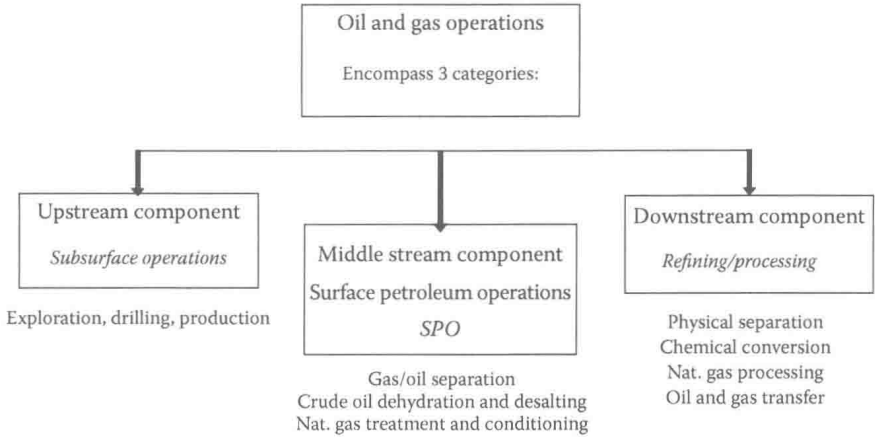 Oil and gas operations
Encompass 3 categories:
Upstream component
Subsurface operations
Exploration, drilling, production
Middle stream component
Surface petroleum operations
SPO
Gas/oil separation
Crude oil dehydration and desalting
Nat. gas treatment and conditioning
Downstream component
Refining/processing
Physical separation
Chemical conversion
Nat. gas processing
Oil and gas transfer